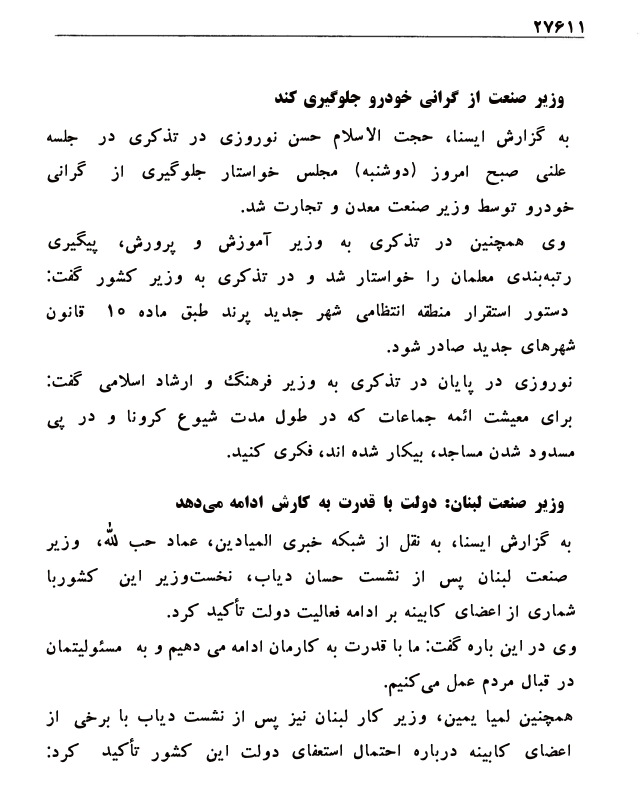 ۲۷۶۱۱
وزیر صنعت از گرانی خودرو جلوگیری کند
به گزارش ایسنا، حجت الاسلام حسن نوروزی در تذکری در جلسه
علنی صبح امروز (دوشنبه) مجلس خواستار جلوگیری از گرانی
خودرو توسط وزیر صنعت معدن و تجارت شد.
وی همچنین در تذکری به وزیر آموزش و پرورش، پیگیری
رتبه‌بندی معلمان را خواستار شد و در تذکری به وزیر کشور گفت:
دستور استقرار منطقه انتظامی شهر جدید پرند طبق ماده ۱۵ قانون
شهرهای جدید صادر شود.
نوروزی در پایان در تذکری به وزیر فرهنگ و ارشاد اسلامی گفت:
برای معیشت ائمه جماعات که در طول مدت شیوع کرونا و در پی
مسدود شدن مساجد، بیکار شده اند، فکری کنید.
وزیر صنعت لبنان: دولت با قدرت به کارش ادامه می‌دهد
به گزارش ایسنا، به نقل از شبکه خبری المیادین، عماد حب الله، وزیر
صنعت لبنان پس از نشست حسان دیاب، نخست‌وزیر این کشوربا
شماری از اعضای کابینه بر ادامه فعالیت دولت تأکید کرد.
وی در این باره گفت: ما با قدرت به کارمان ادامه می دهیم و به مسئولیتمان
در قبال مردم عمل می‌کنیم.
همچنین لمیا یمین، وزیر کار لبنان نیز پس از نشست دیاب با برخی از
اعضای کابینه درباره احتمال استعفای دولت این کشور تأکید کرد: